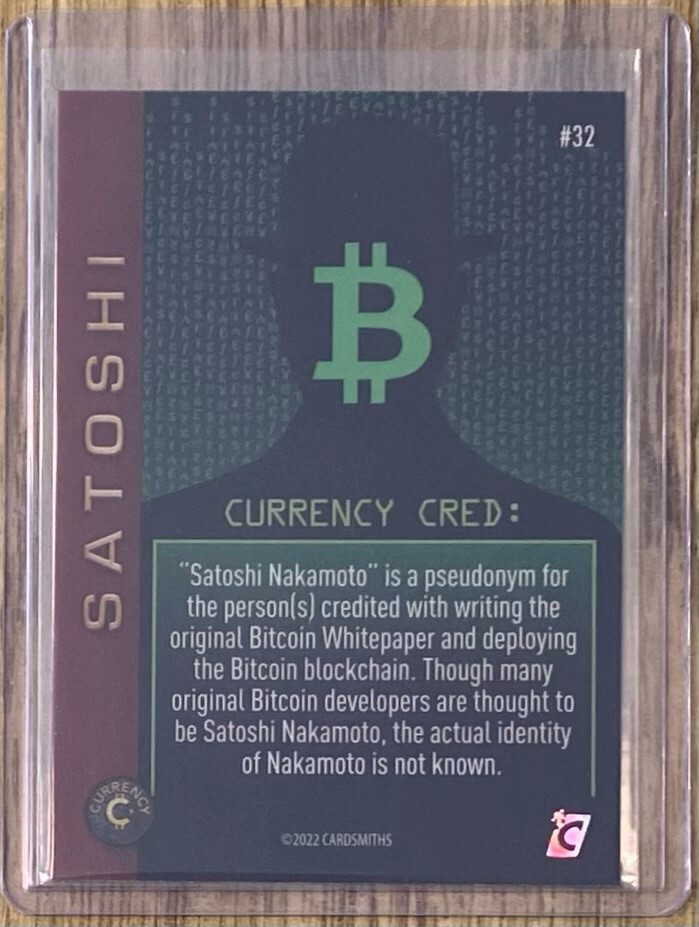 #32
SATOSHI
CURRENCY CRED:
“Satoshi Nakamoto” is a pseudonym for
the person(s) credited with writing the
original Bitcoin Whitepaper and deploying
the Bitcoin blockchain. Though many
original Bitcoin developers are thought to
be Satoshi Nakamoto, the actual identity
of Nakamoto is not known.
CURRENCY
©2022 CARDSMITHS
C